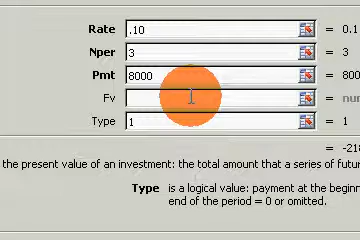 Rate .10 = 0.1
Nper 3 = 3
Pmt 8000 = 800
Fv = nu
Type 1 = 1
= -218
the present value of an investment: the total amount that a series of futur
Type is a logical value: payment at the beginn
end of the period = 0 or omitted.